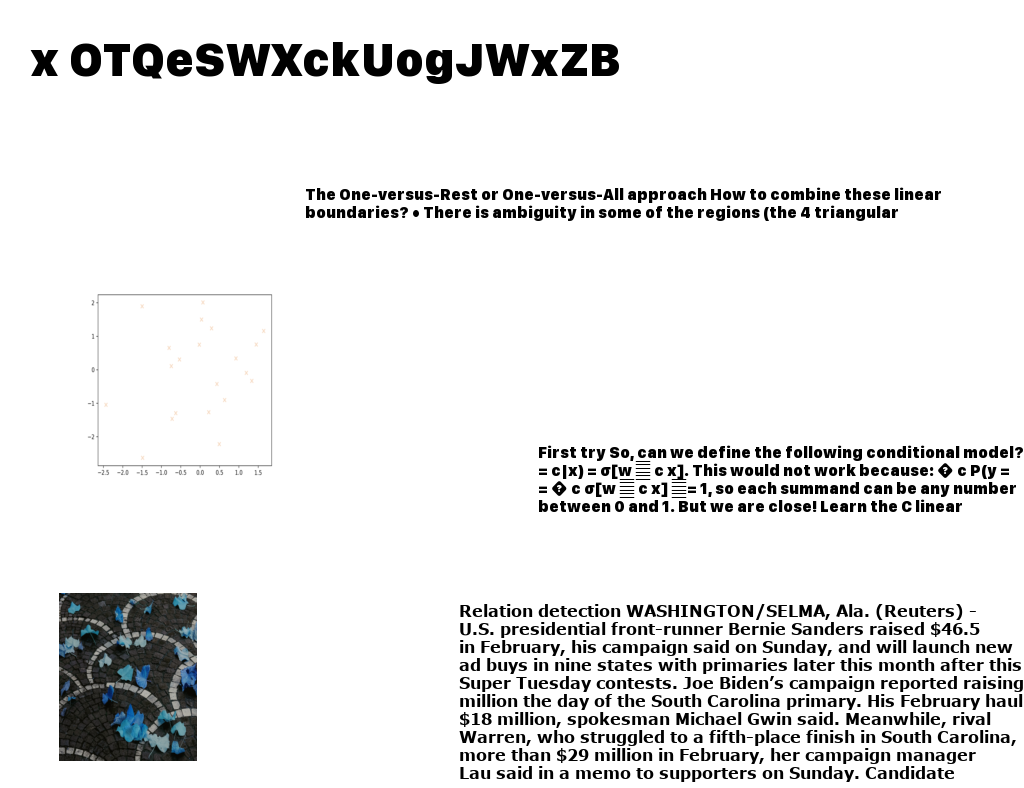 x OTQeSWXckUogJWxZB
The One-versus-Rest or One-versus-All approach How to combine these linear
boundaries? • There is ambiguity in some of the regions (the 4 triangular
2
1
0
−1
−2
−2.5 −2.0 −1.5 −1.0 −0.5 0.0 0.5 1.0 1.5
First try So, can we define the following conditional model?
= c|x) = σ[w c x]. This would not work because: � c P(y =
= � c σ[w c x] = 1, so each summand can be any number
between 0 and 1. But we are close! Learn the C linear
Relation detection WASHINGTON/SELMA, Ala. (Reuters) -
U.S. presidential front-runner Bernie Sanders raised $46.5
in February, his campaign said on Sunday, and will launch new
ad buys in nine states with primaries later this month after this
Super Tuesday contests. Joe Biden’s campaign reported raising
million the day of the South Carolina primary. His February haul
$18 million, spokesman Michael Gwin said. Meanwhile, rival
Warren, who struggled to a fifth-place finish in South Carolina,
more than $29 million in February, her campaign manager
Lau said in a memo to supporters on Sunday. Candidate